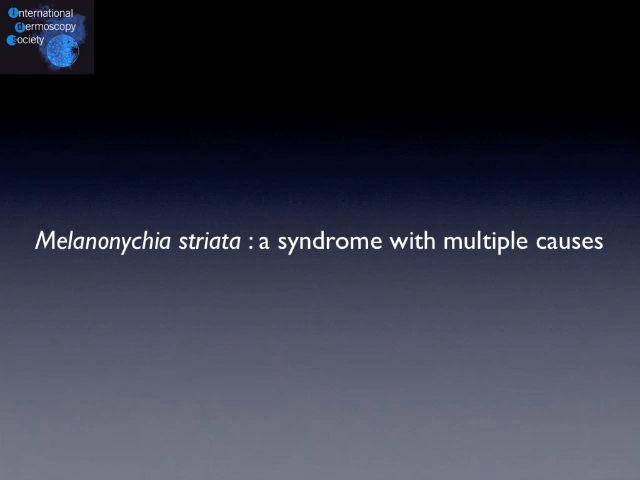 International
dermoscopy
Society
Melanonychia striata : a syndrome with multiple causes